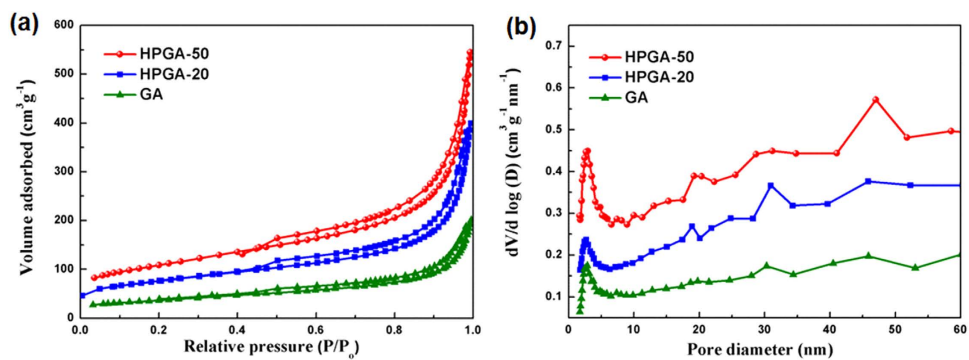 (a)
600
500
400
300
200
100
0
Volume adsorbed (cm³g⁻¹)
HPGA-50
HPGA-20
GA
0.0 0.2 0.4 0.6 0.8 1.0
Relative pressure (P/Pₒ)
(b)
0.7
0.6
0.5
0.4
0.3
0.2
0.1
dV/d log (D) (cm³ g⁻¹ nm⁻¹)
HPGA-50
HPGA-20
GA
0 10 20 30 40 50 60
Pore diameter (nm)